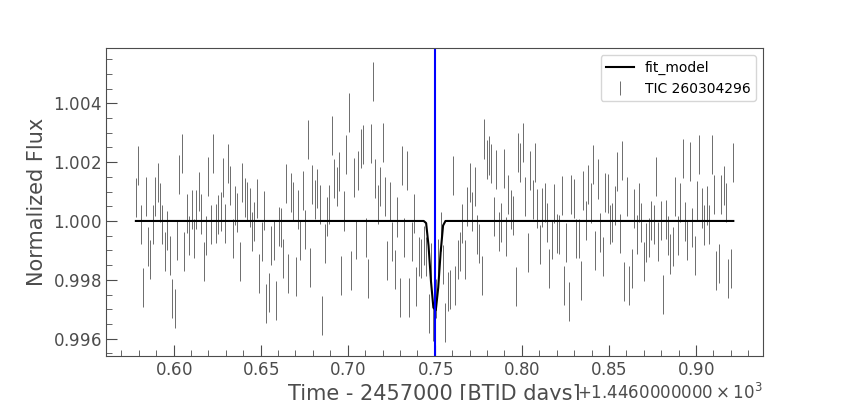 fit_model
TIC 260304296
Normalized Flux
1.004
1.002
1.000
0.998
0.996
0.60 0.65 0.70 0.75 0.80 0.85 0.90
Time - 2457000 [BTJD days]
+1.4460000000 × 10³